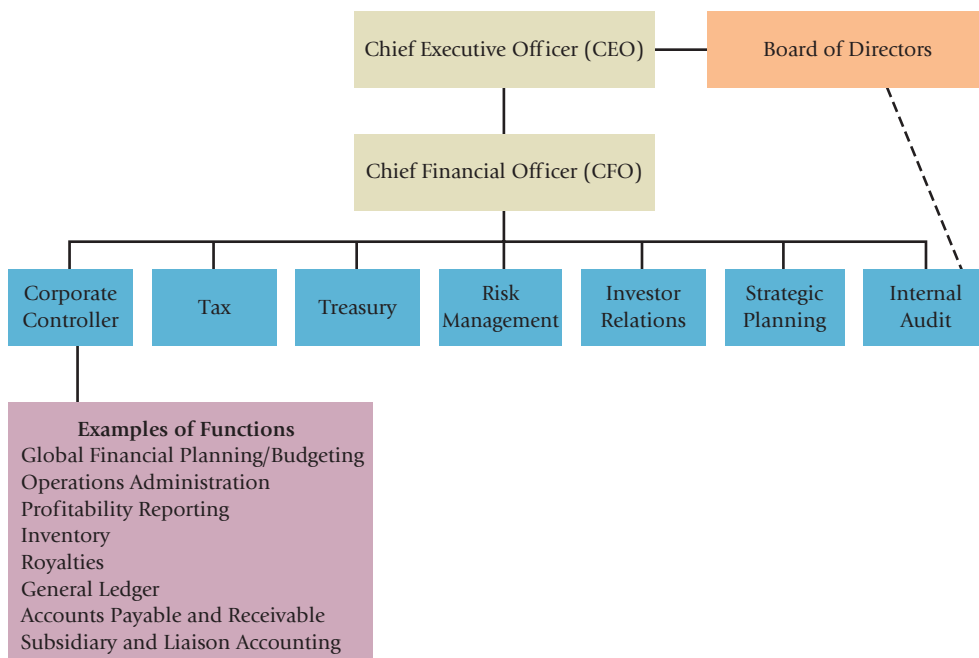 Chief Executive Officer (CEO)
Board of Directors
Chief Financial Officer (CFO)
Corporate
Controller
Tax
Treasury
Risk
Management
Investor
Relations
Strategic
Planning
Internal
Audit
Examples of Functions
Global Financial Planning/Budgeting
Operations Administration
Profitability Reporting
Inventory
Royalties
General Ledger
Accounts Payable and Receivable
Subsidiary and Liaison Accounting